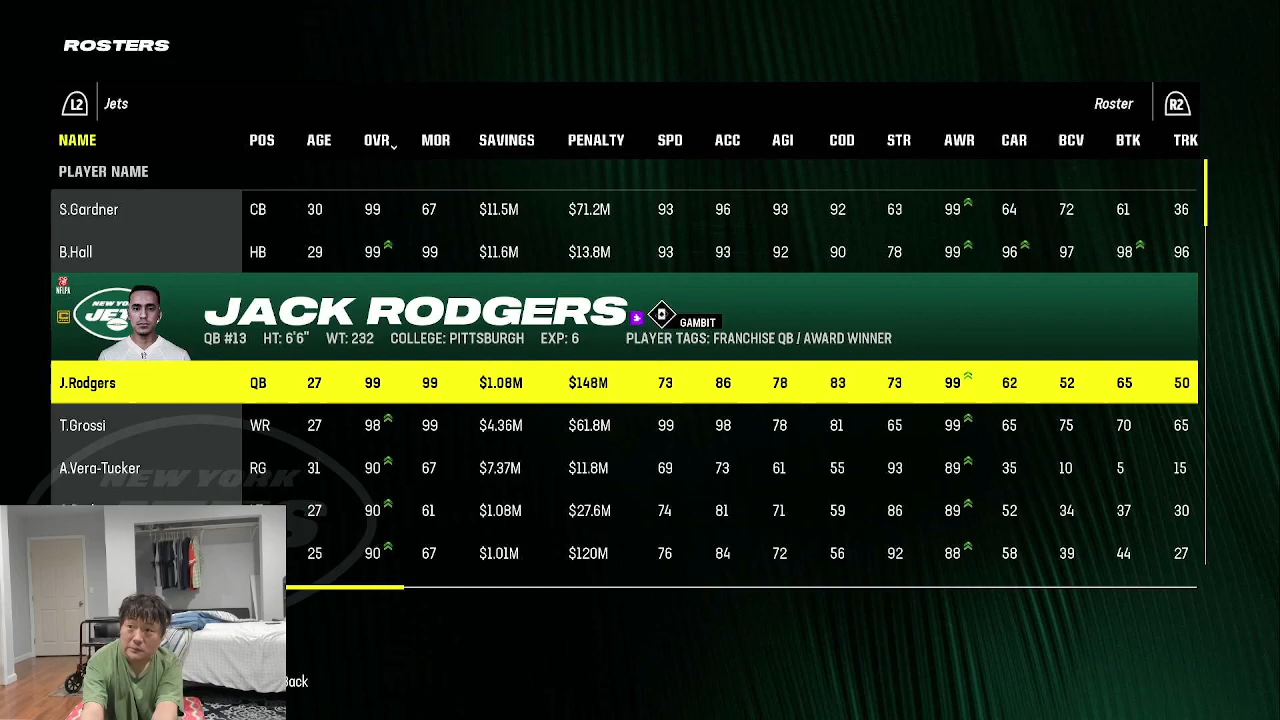 ROSTERS
L2 Jets Roster R2
NAME POS AGE OVR MOR SAVINGS PENALTY SPD ACC AGI COD STR AWR CAR BCV BTK TRK
PLAYER NAME
S.Gardner CB 30 99 67 $11.5M $71.2M 93 96 93 92 63 99 64 72 61 36
B.Hall HB 29 99 99 $11.6M $13.8M 93 93 92 90 78 99 96 97 98 96
NFLPA
NEW YORK JETS
JACK RODGERS GAMBIT
QB #13 HT: 6'6" WT: 232 COLLEGE: PITTSBURGH EXP: 6 PLAYER TAGS: FRANCHISE QB / AWARD WINNER
J.Rodgers QB 27 99 99 $1.08M $148M 73 86 78 83 73 99 62 52 65 50
T.Grossi WR 27 98 99 $4.36M $61.8M 99 98 78 81 65 99 65 75 70 65
A.Vera-Tucker RG 31 90 67 $7.37M $11.8M 69 73 61 55 93 89 35 10 5 15
NEW YORK
27 90 61 $1.08M $27.6M 74 81 71 59 86 89 52 34 37 30
25 90 67 $1.01M $120M 76 84 72 56 92 88 58 39 44 27
Back